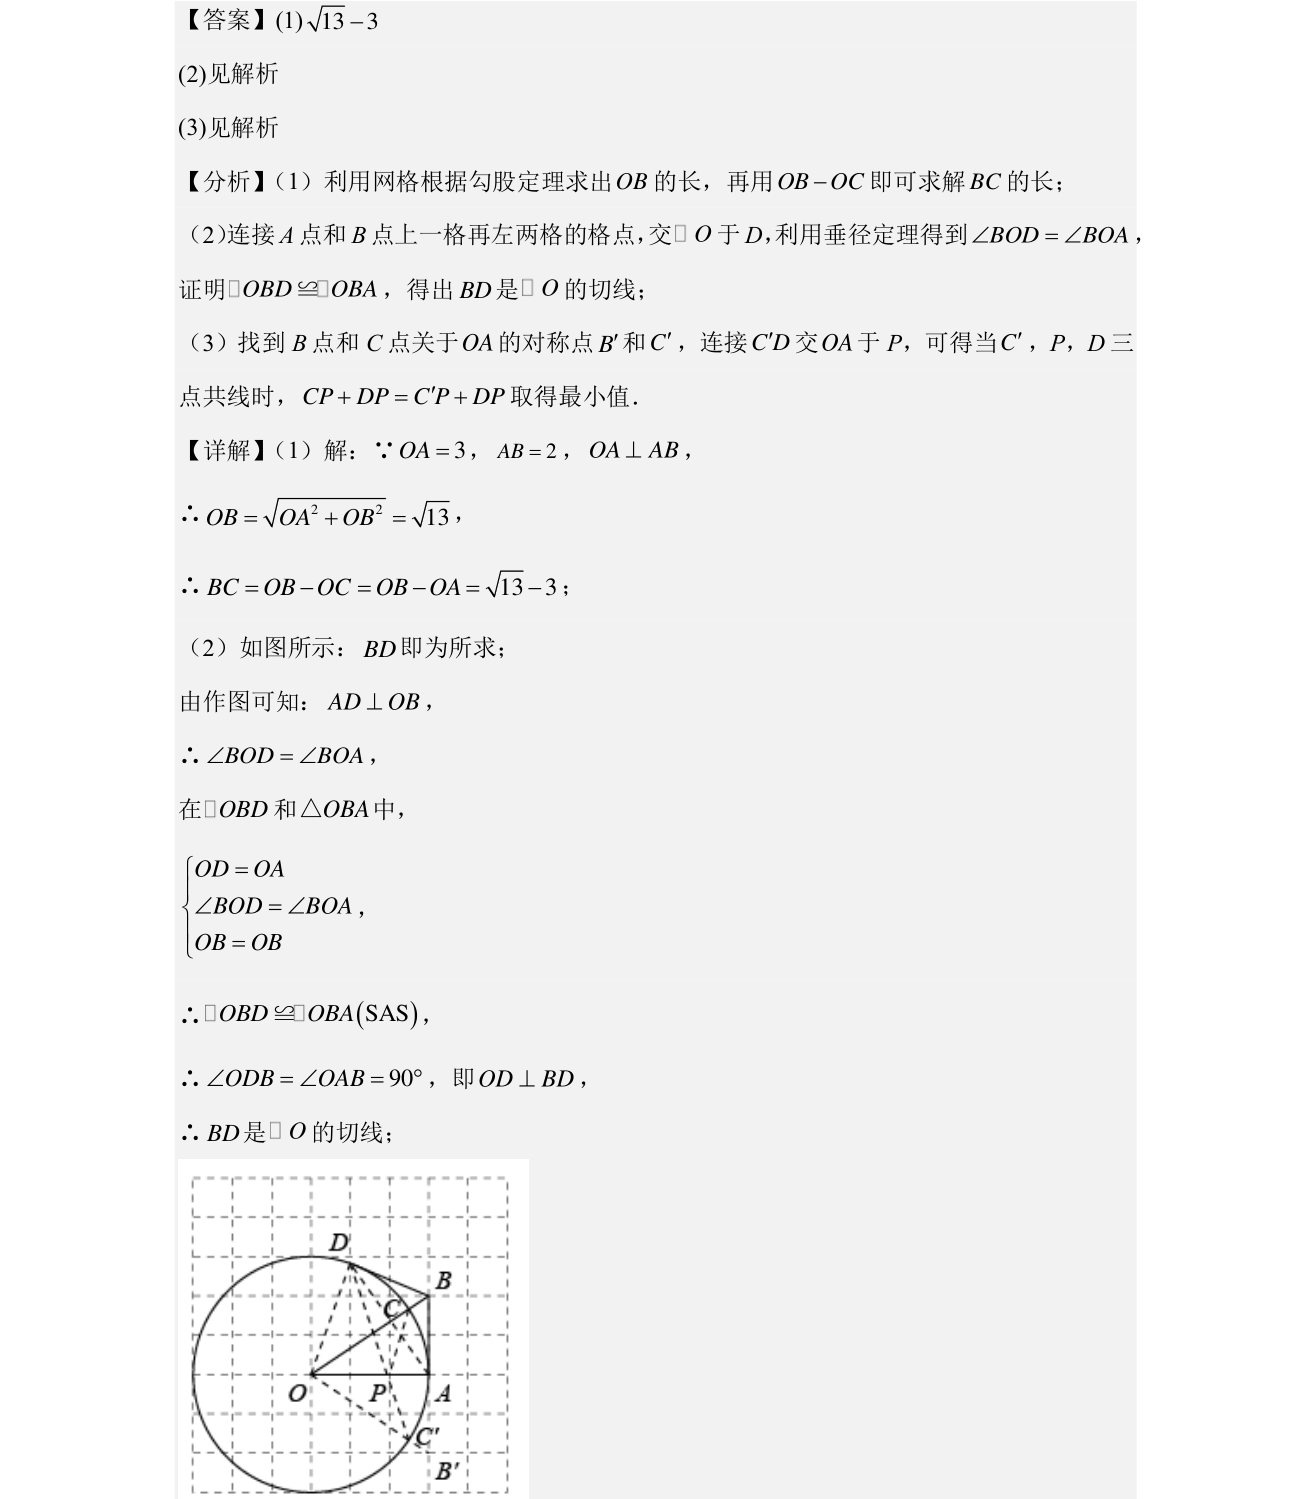 【答案】(1)√13－3
(2)见解析
(3)见解析
【分析】（1）利用网格根据勾股定理求出OB的长，再用OB－OC即可求解BC的长；
（2）连接A点和B点上一格再左两格的格点，交□O于D，利用垂径定理得到∠BOD=∠BOA，
证明□OBD≌□OBA，得出BD是□O的切线；
（3）找到B点和C点关于OA的对称点B′和C′，连接C′D交OA于P，可得当C′，P，D三
点共线时，CP+DP=C′P+DP取得最小值．
【详解】（1）解：∵OA=3，AB=2，OA⊥AB，
∴OB=√(OA²+OB²)=√13，
∴BC=OB－OC=OB－OA=√13－3；
（2）如图所示：BD即为所求；
由作图可知：AD⊥OB，
∴∠BOD=∠BOA，
在□OBD和△OBA中，
OD=OA
∠BOD=∠BOA，
OB=OB
∴□OBD≌□OBA(SAS)，
∴∠ODB=∠OAB=90°，即OD⊥BD，
∴BD是□O的切线；
D
B
C
O
P
A
C′
B′